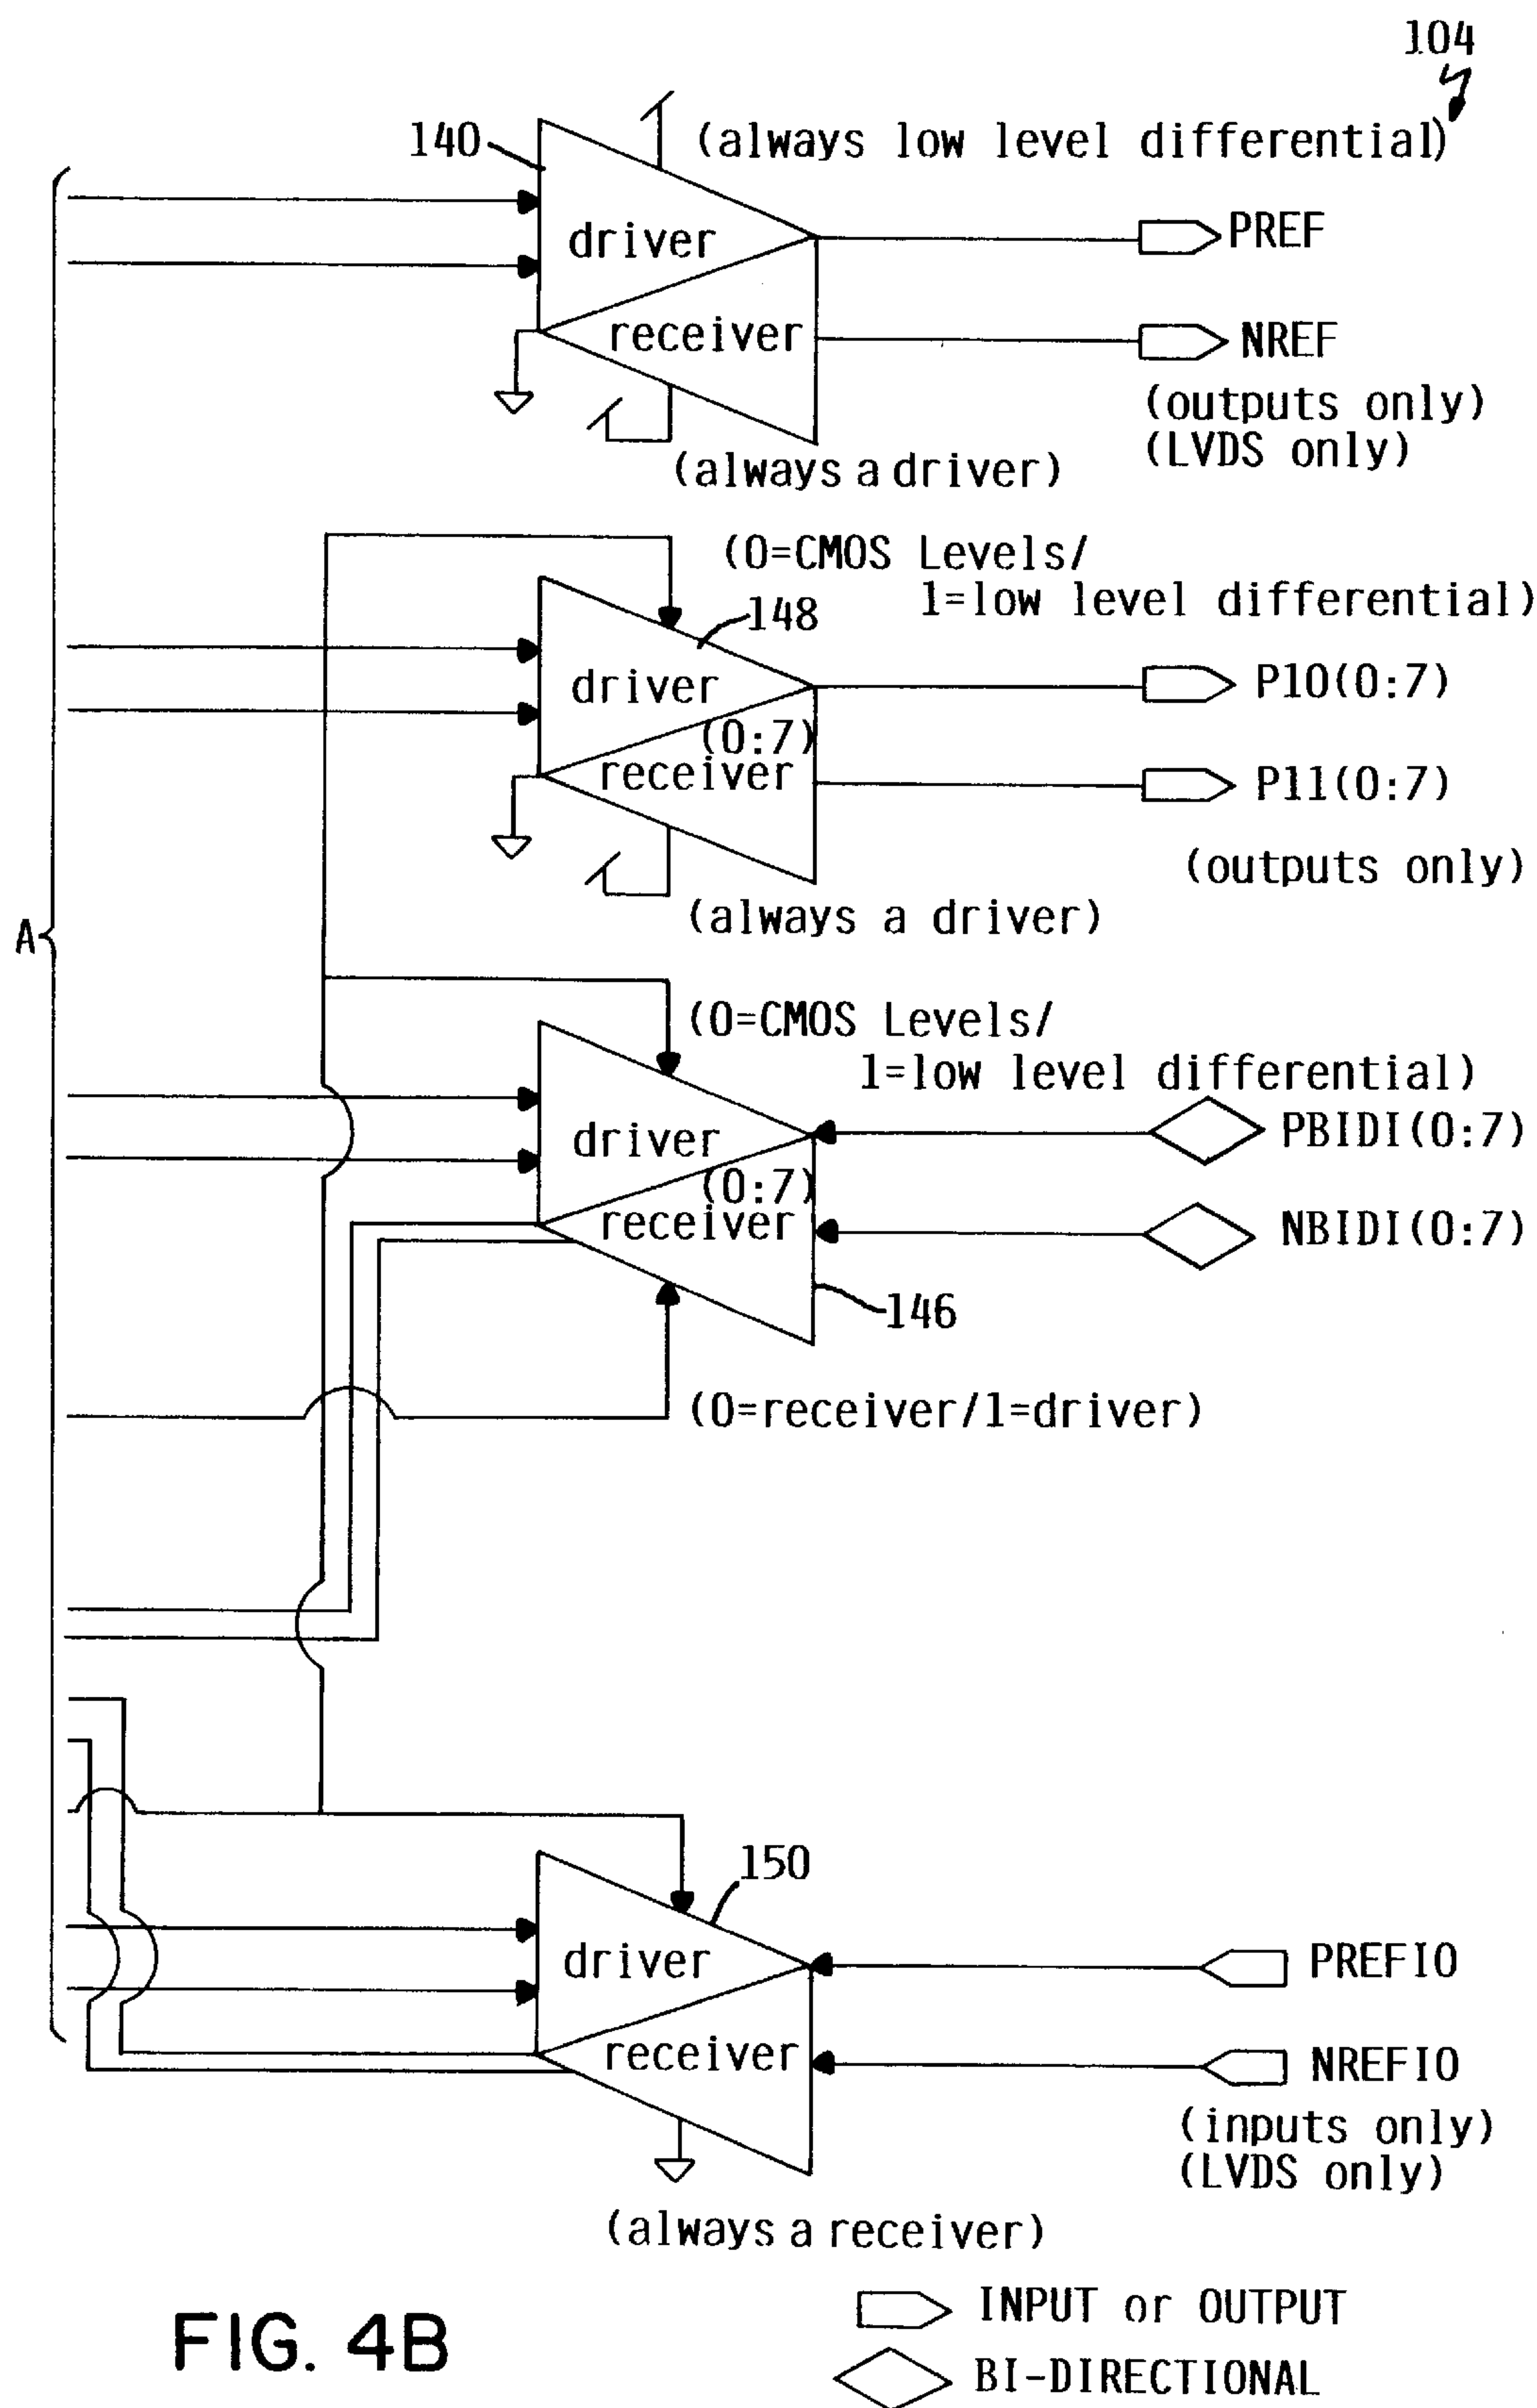 104
140
(always low level differential)
driver
PREF
receiver
NREF
(outputs only)
(LVDS only)
(always a driver)
(0=CMOS Levels/
1=low level differential)
148
driver
P10(0:7)
(0:7)
receiver
P11(0:7)
(outputs only)
(always a driver)
A
(0=CMOS Levels/
1=low level differential)
driver
PBIDI(0:7)
(0:7)
receiver
NBIDI(0:7)
146
(0=receiver/1=driver)
150
driver
PREFIO
receiver
NREFIO
(inputs only)
(LVDS only)
(always a receiver)
INPUT or OUTPUT
FIG. 4B
BI-DIRECTIONAL